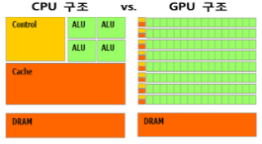 CPU 구조 vs. GPU 구조
Control
ALU ALU
ALU ALU
Cache
DRAM DRAM